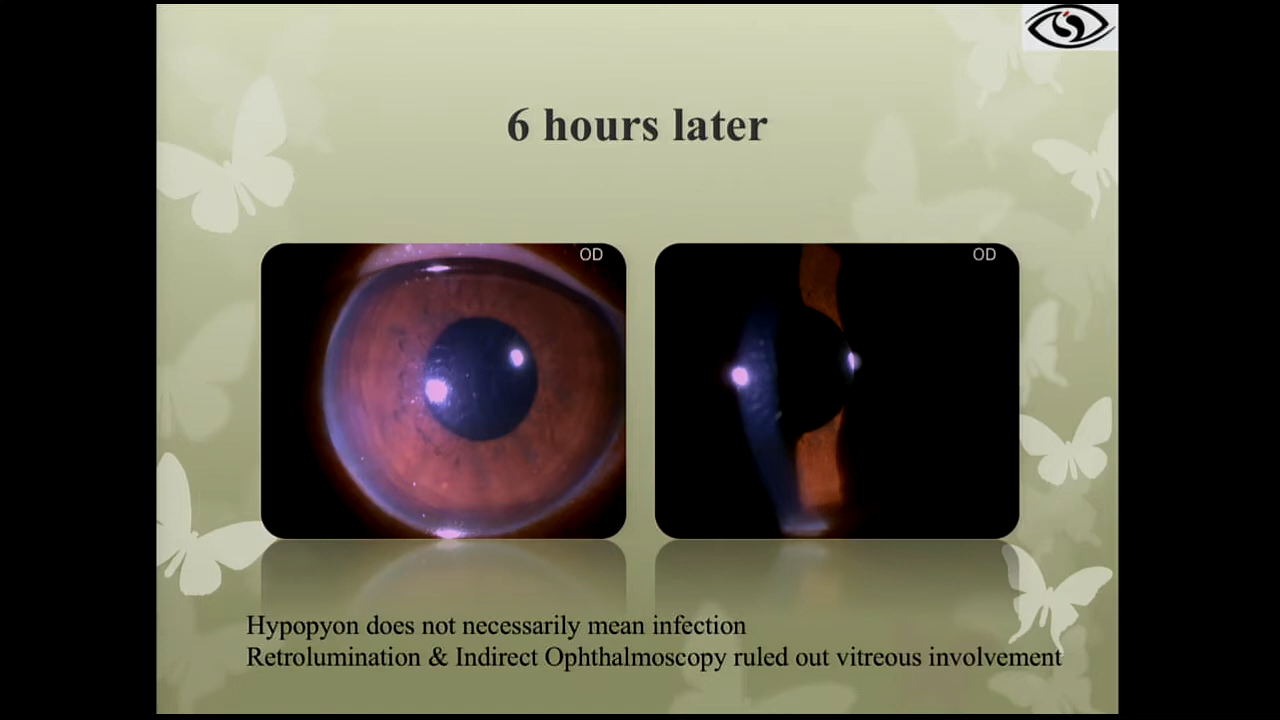 6 hours later
OD
OD
Hypopyon does not necessarily mean infection
Retrolumination & Indirect Ophthalmoscopy ruled out vitreous involvement